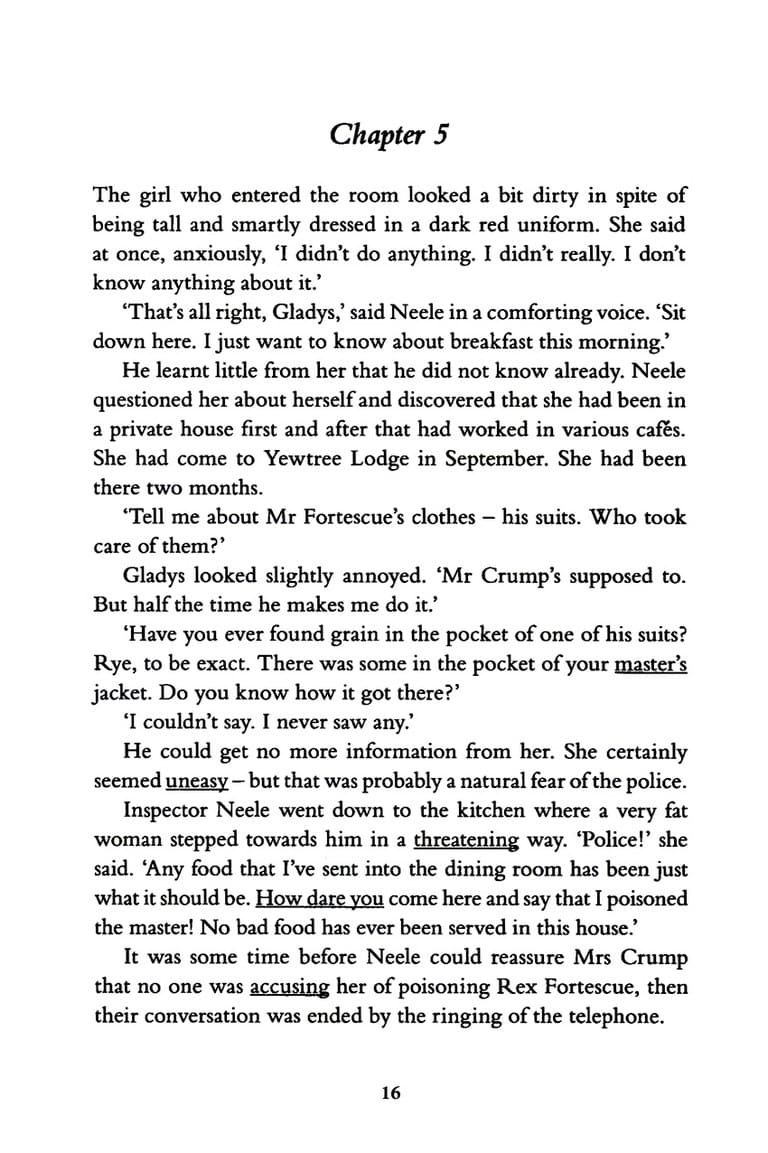 Chapter 5
The girl who entered the room looked a bit dirty in spite of
being tall and smartly dressed in a dark red uniform. She said
at once, anxiously, ‘I didn’t do anything. I didn’t really. I don’t
know anything about it.’
‘That’s all right, Gladys,’ said Neele in a comforting voice. ‘Sit
down here. I just want to know about breakfast this morning.’
He learnt little from her that he did not know already. Neele
questioned her about herself and discovered that she had been in
a private house first and after that had worked in various cafés.
She had come to Yewtree Lodge in September. She had been
there two months.
‘Tell me about Mr Fortescue’s clothes – his suits. Who took
care of them?’
Gladys looked slightly annoyed. ‘Mr Crump’s supposed to.
But half the time he makes me do it.’
‘Have you ever found grain in the pocket of one of his suits?
Rye, to be exact. There was some in the pocket of your master’s
jacket. Do you know how it got there?’
‘I couldn’t say. I never saw any.’
He could get no more information from her. She certainly
seemed uneasy – but that was probably a natural fear of the police.
Inspector Neele went down to the kitchen where a very fat
woman stepped towards him in a threatening way. ‘Police!’ she
said. ‘Any food that I’ve sent into the dining room has been just
what it should be. How dare you come here and say that I poisoned
the master! No bad food has ever been served in this house.’
It was some time before Neele could reassure Mrs Crump
that no one was accusing her of poisoning Rex Fortescue, then
their conversation was ended by the ringing of the telephone.
16